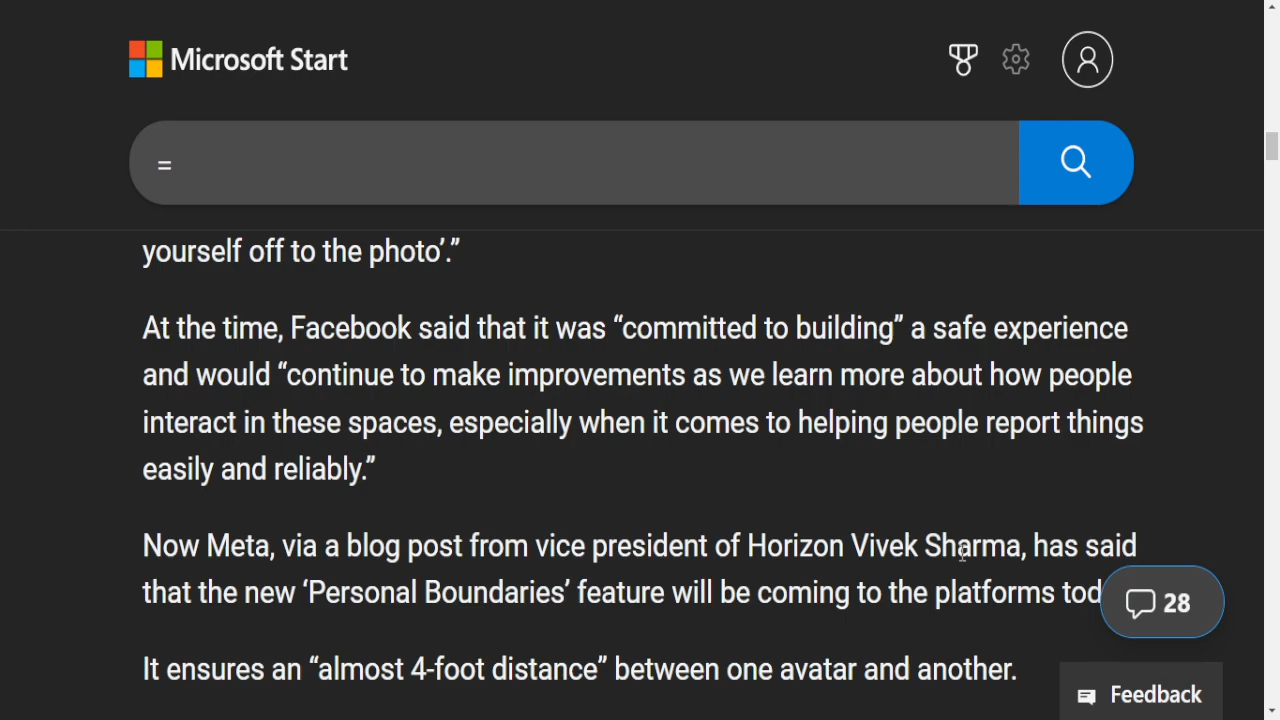 Microsoft Start
=
yourself off to the photo’.”
At the time, Facebook said that it was “committed to building” a safe experience
and would “continue to make improvements as we learn more about how people
interact in these spaces, especially when it comes to helping people report things
easily and reliably.”
Now Meta, via a blog post from vice president of Horizon Vivek Sharma, has said
that the new ‘Personal Boundaries’ feature will be coming to the platforms tod
28
It ensures an “almost 4-foot distance” between one avatar and another.
Feedback